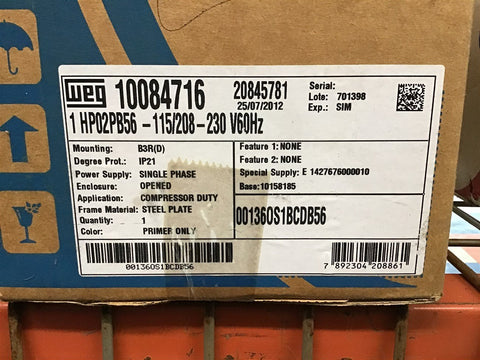 WEG 10084716 20845781
25/07/2012
Serial:
Lote: 701398
Exp.: SIM
1 HP02PB56 -115/208-230 V60Hz
Mounting: B3R(D)
Degree Prot.: IP21
Power Supply: SINGLE PHASE
Enclosure: OPENED
Application: COMPRESSOR DUTY
Frame Material: STEEL PLATE
Quantity: 1
Color: PRIMER ONLY
Feature 1: NONE
Feature 2: NONE
Special Supply: E 1427676000010
Base: 10158185
001360S1BCDB56
001360S1BCDB56
7 892304 208861